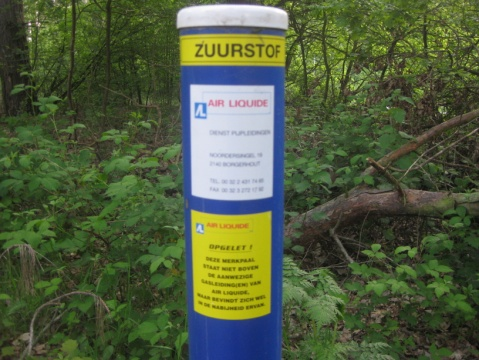 ZUURSTOF
AIR LIQUIDE
DIENST PIJPLEIDINGEN
NOORDERSINGEL 19
2140 BORGERHOUT
AIR LIQUIDE
OPGELET !
DEZE MERKPAAL
STAAT NIET BOVEN
DE AANWEZIGE
GASLEIDING(EN) VAN
AIR LIQUIDE,
MAAR BEVINDT ZICH WEL
IN DE NABIJHEID ERVAN.